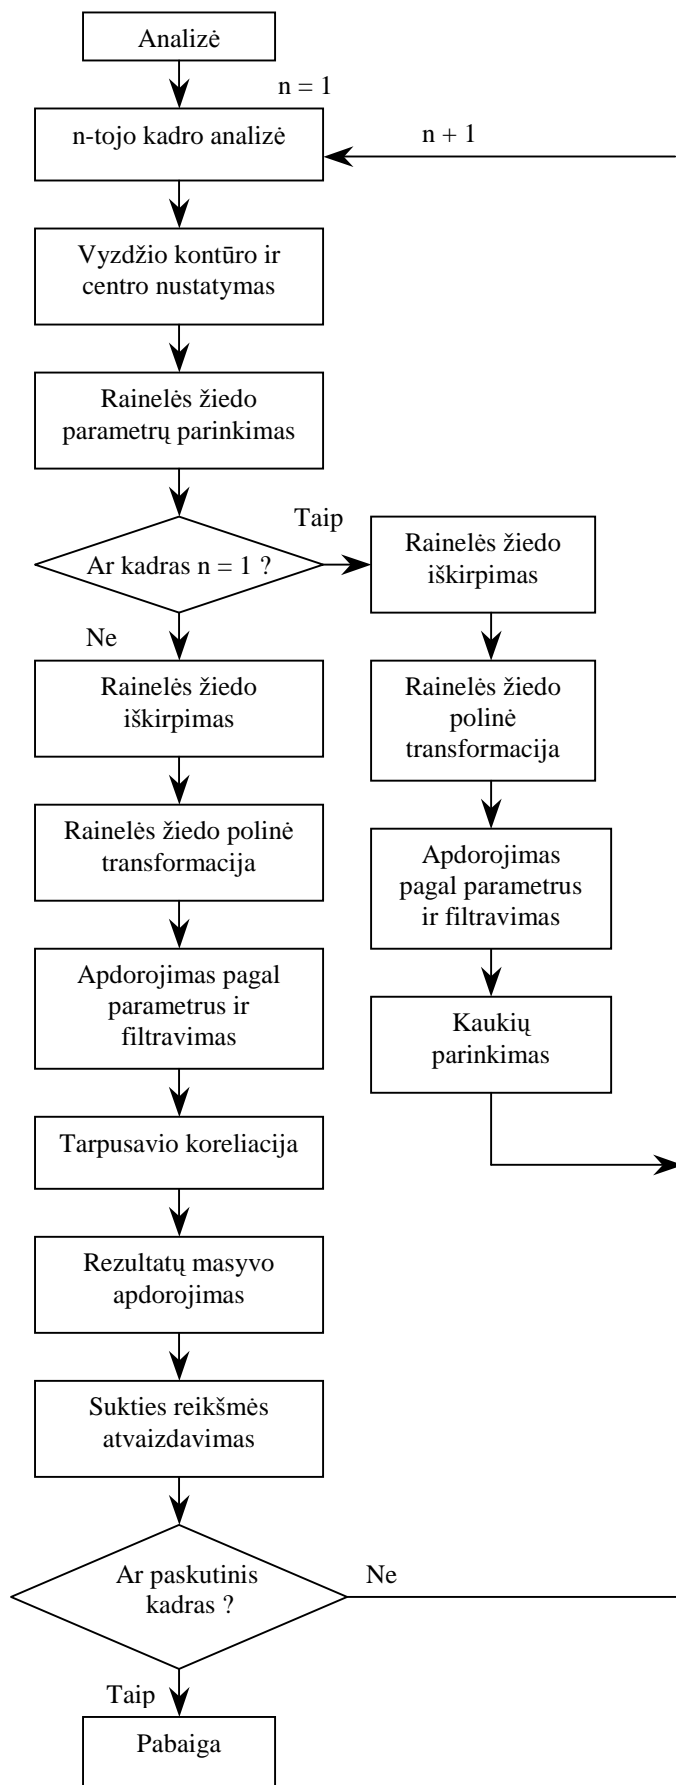 Analizė
n = 1
n-tojo kadro analizė
n + 1
Vyzdžio kontūro ir
centro nustatymas
Rainelės žiedo
parametrų parinkimas
Ar kadras n = 1 ?
Taip
Ne
Rainelės žiedo
iškirpimas
Rainelės žiedo
polinė
transformacija
Apdorojimas
pagal parametrus
ir filtravimas
Kaukių
parinkimas
Rainelės žiedo
iškirpimas
Rainelės žiedo polinė
transformacija
Apdorojimas pagal
parametrus ir
filtravimas
Tarpusavio koreliacija
Rezultatų masyvo
apdorojimas
Sukties reikšmės
atvaizdavimas
Ar paskutinis
kadras ?
Ne
Taip
Pabaiga